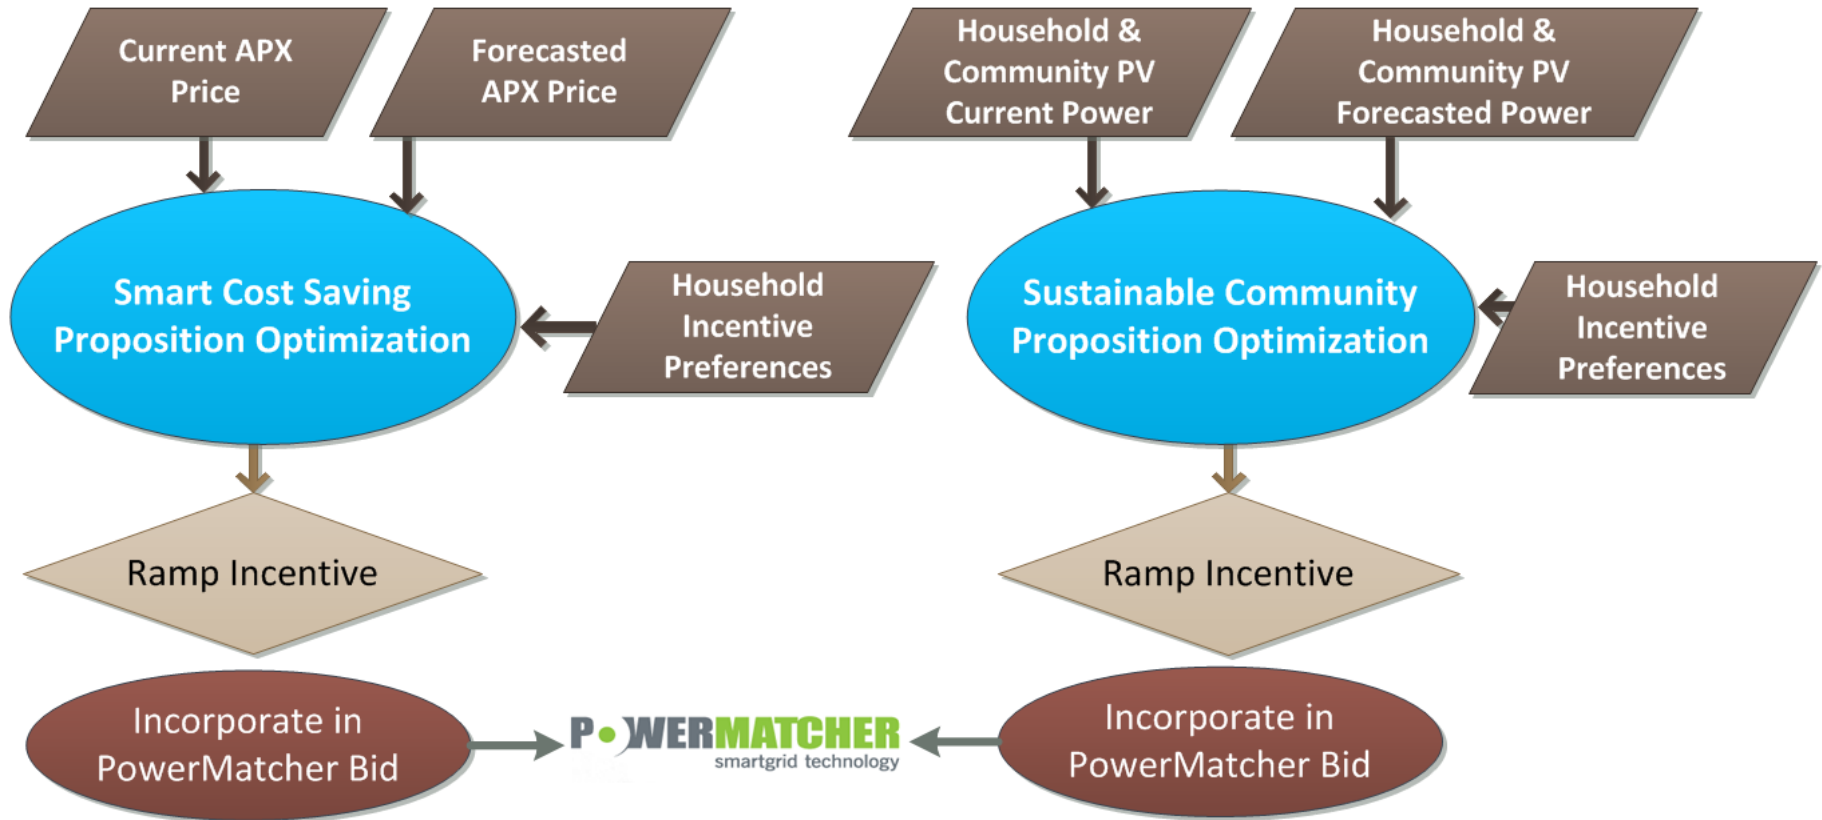 Current APX
Price
Forecasted
APX Price
Household &
Community PV
Current Power
Household &
Community PV
Forecasted Power
Smart Cost Saving
Proposition Optimization
Household
Incentive
Preferences
Sustainable Community
Proposition Optimization
Household
Incentive
Preferences
Ramp Incentive
Ramp Incentive
Incorporate in
PowerMatcher Bid
POWERMATCHER
smartgrid technology
Incorporate in
PowerMatcher Bid